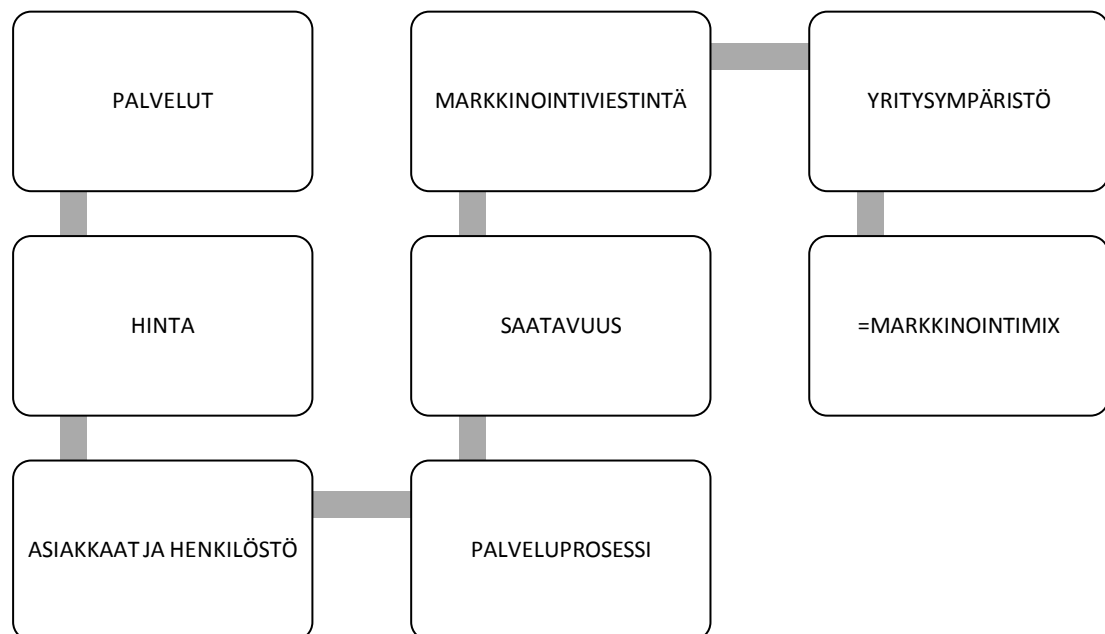 PALVELUT
HINTA
ASIAKKAAT JA HENKILÖSTÖ
PALVELUPROSESSI
SAATAVUUS
MARKKINOINTIVIESTINTÄ
YRITYSYMPÄRISTÖ
=MARKKINOINTIMIX